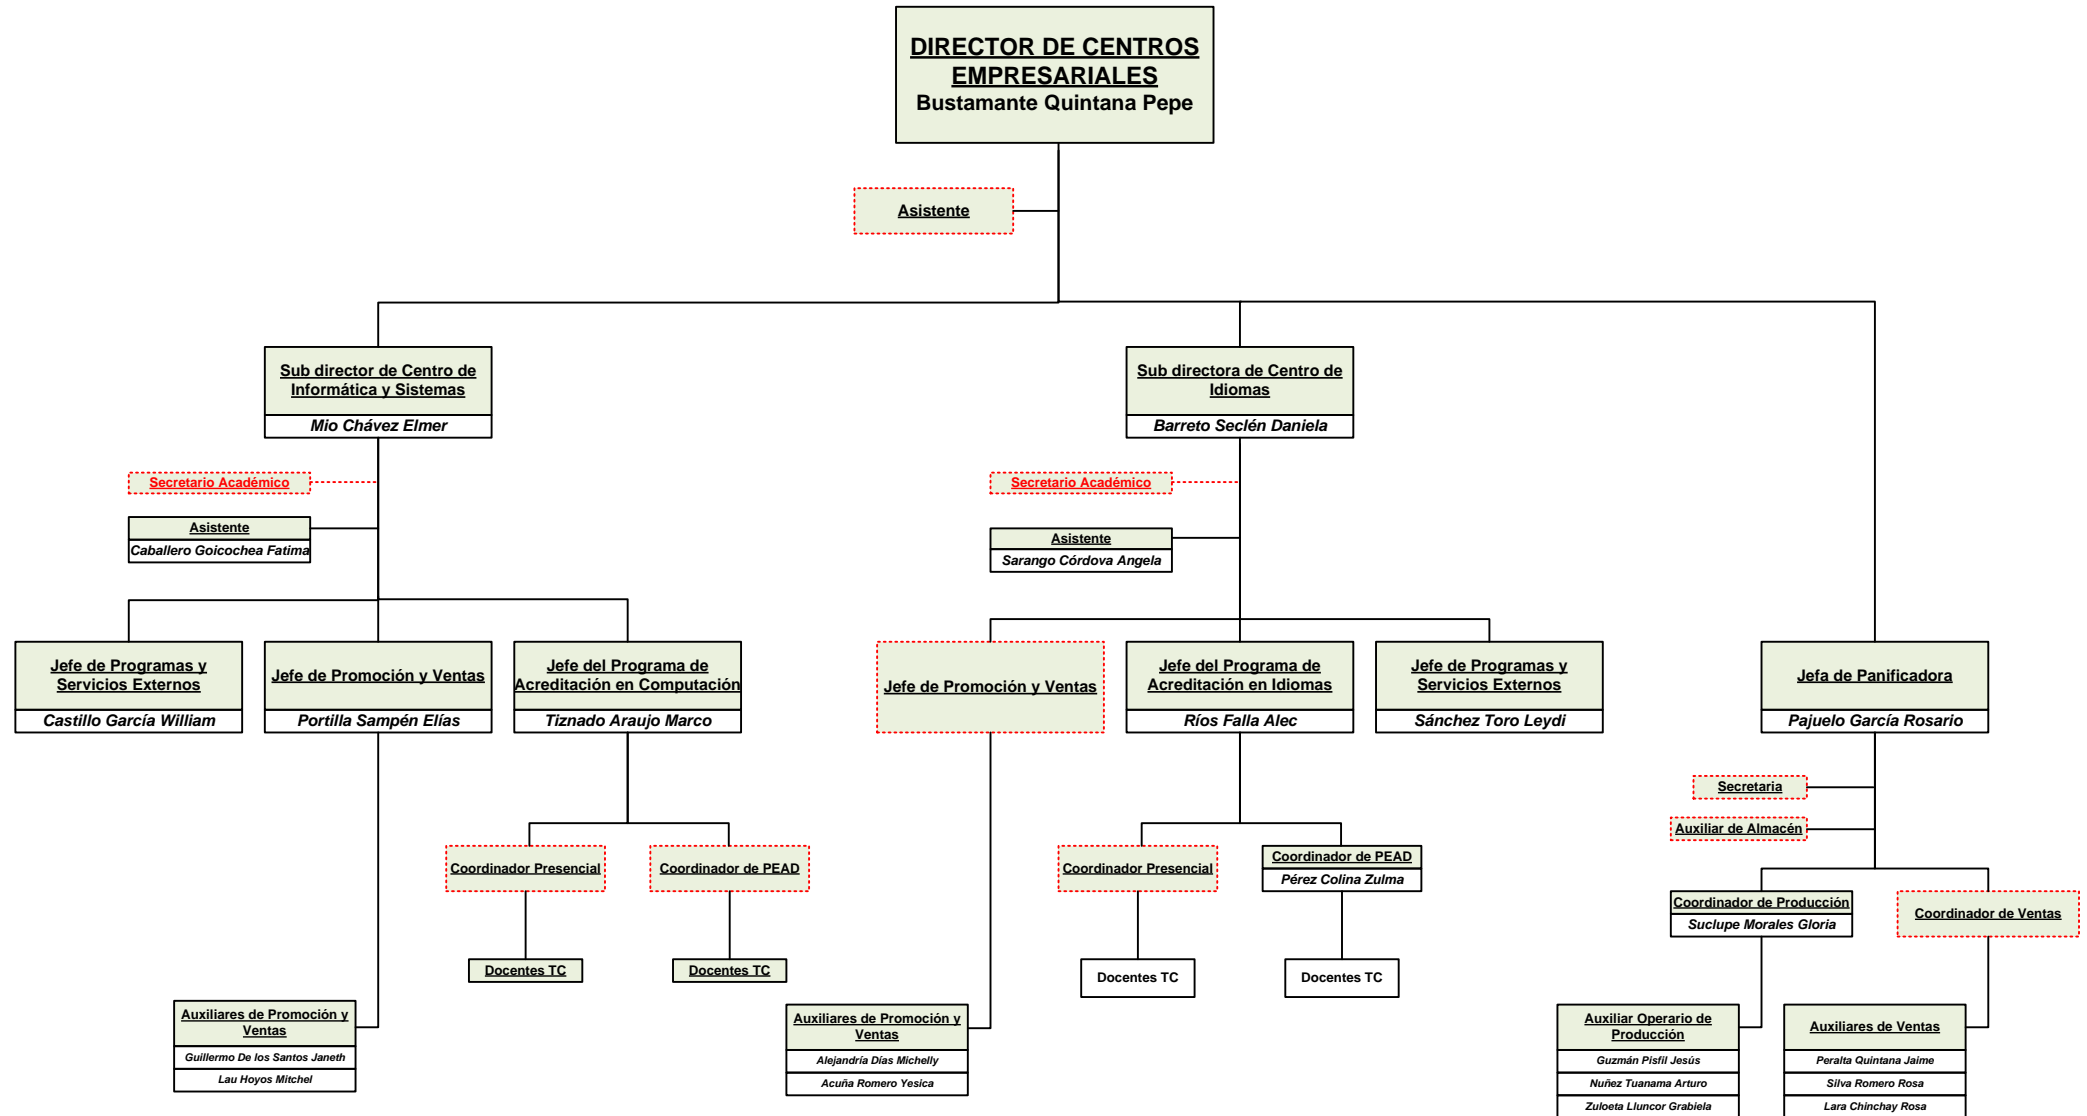 DIRECTOR DE CENTROS
EMPRESARIALES
Bustamante Quintana Pepe
Asistente
Sub director de Centro de
Informática y Sistemas
Mio Chávez Elmer
Sub directora de Centro de
Idiomas
Barreto Seclén Daniela
Secretario Académico
Asistente
Caballero Goicochea Fatima
Secretario Académico
Asistente
Sarango Córdova Angela
Jefe de Programas y
Servicios Externos
Castillo García William
Jefe de Promoción y Ventas
Portilla Sampén Elías
Jefe del Programa de
Acreditación en Computación
Tiznado Araujo Marco
Jefe de Promoción y Ventas
Jefe del Programa de
Acreditación en Idiomas
Ríos Falla Alec
Jefe de Programas y
Servicios Externos
Sánchez Toro Leydi
Jefa de Panificadora
Pajuelo García Rosario
Secretaria
Auxiliar de Almacén
Coordinador Presencial
Coordinador de PEAD
Coordinador Presencial
Coordinador de PEAD
Pérez Colina Zulma
Coordinador de Producción
Suclupe Morales Gloria
Coordinador de Ventas
Docentes TC
Docentes TC
Docentes TC
Docentes TC
Auxiliares de Promoción y
Ventas
Guillermo De los Santos Janeth
Lau Hoyos Mitchel
Auxiliares de Promoción y
Ventas
Alejandría Días Michelly
Acuña Romero Yesica
Auxiliar Operario de
Producción
Guzmán Pisfil Jesús
Nuñez Tuanama Arturo
Zuloeta Lluncor Grabiela
Auxiliares de Ventas
Peralta Quintana Jaime
Silva Romero Rosa
Lara Chinchay Rosa